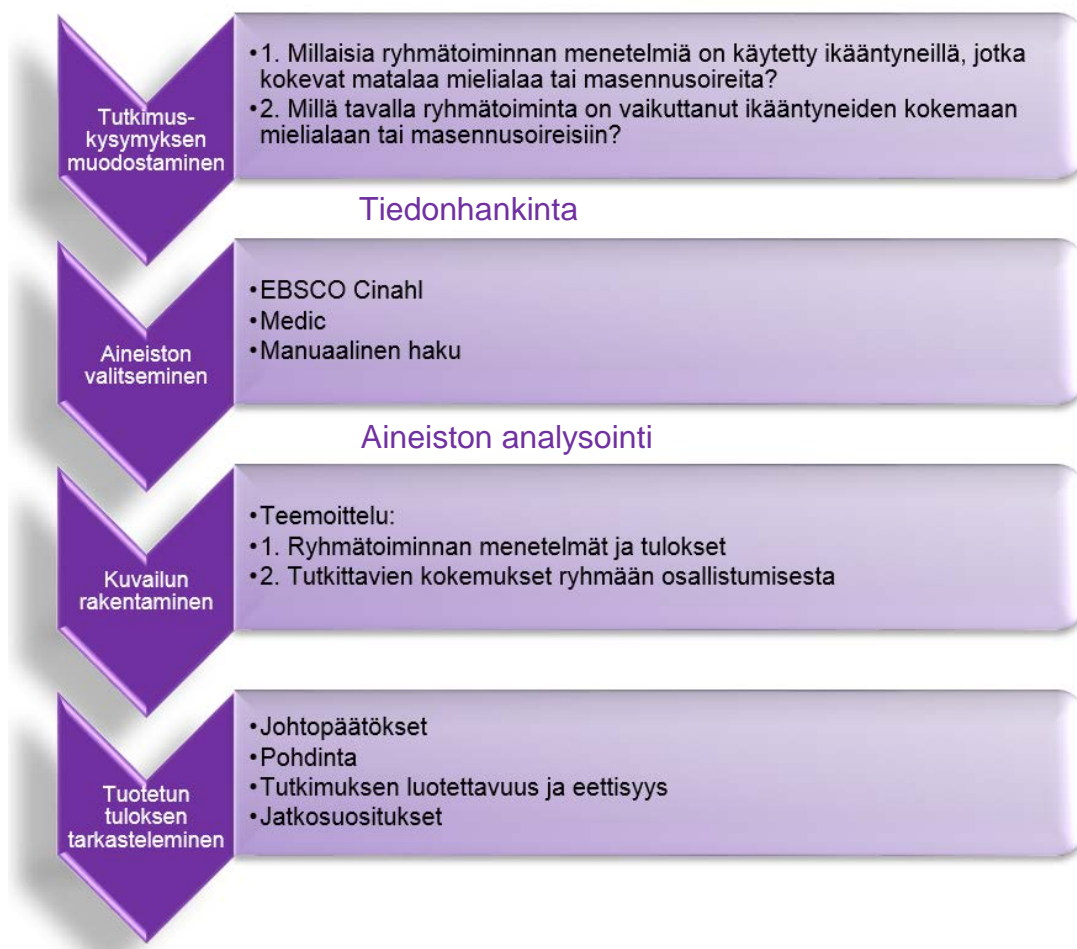 Tutkimus-
kysymyksen
muodostaminen
•1. Millaisia ryhmätoiminnan menetelmiä on käytetty ikääntyneillä, jotka
kokevat matalaa mielialaa tai masennusoireita?
•2. Millä tavalla ryhmätoiminta on vaikuttanut ikääntyneiden kokemaan
mielialaan tai masennusoireisiin?
Tiedonhankinta
Aineiston
valitseminen
•EBSCO Cinahl
•Medic
•Manuaalinen haku
Aineiston analysointi
Kuvailun
rakentaminen
•Teemoittelu:
•1. Ryhmätoiminnan menetelmät ja tulokset
•2. Tutkittavien kokemukset ryhmään osallistumisesta
Tuotetun
tuloksen
tarkasteleminen
•Johtopäätökset
•Pohdinta
•Tutkimuksen luotettavuus ja eettisyys
•Jatkosuositukset